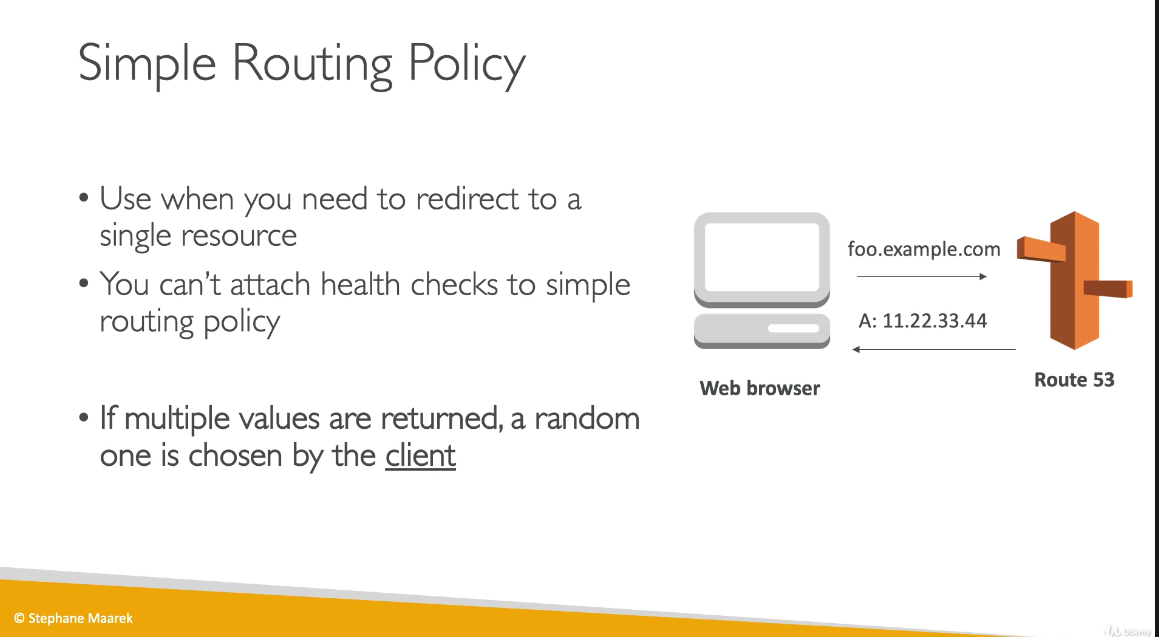 Simple Routing Policy
• Use when you need to redirect to a
single resource
• You can't attach health checks to simple
routing policy
• If multiple values are returned, a random
one is chosen by the client
foo.example.com
A: 11.22.33.44
Web browser
Route 53
© Stephane Maarek
Udemy